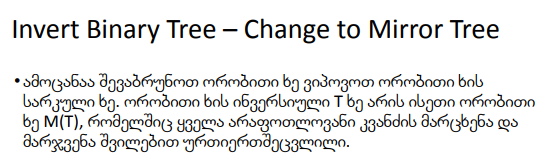 Invert Binary Tree – Change to Mirror Tree
• ამოცანაა შევაბრუნოთ ორობითი ხე ვიპოვოთ ორობითი ხის
სარკული ხე. ორობითი ხის ინვერსიული T ხე არის ისეთი ორობითი
ხე M(T), რომელშიც ყველა არაფოთლოვანი კვანძის მარცხენა და
მარჯვენა შვილებით ურთიერთშეცვლილი.